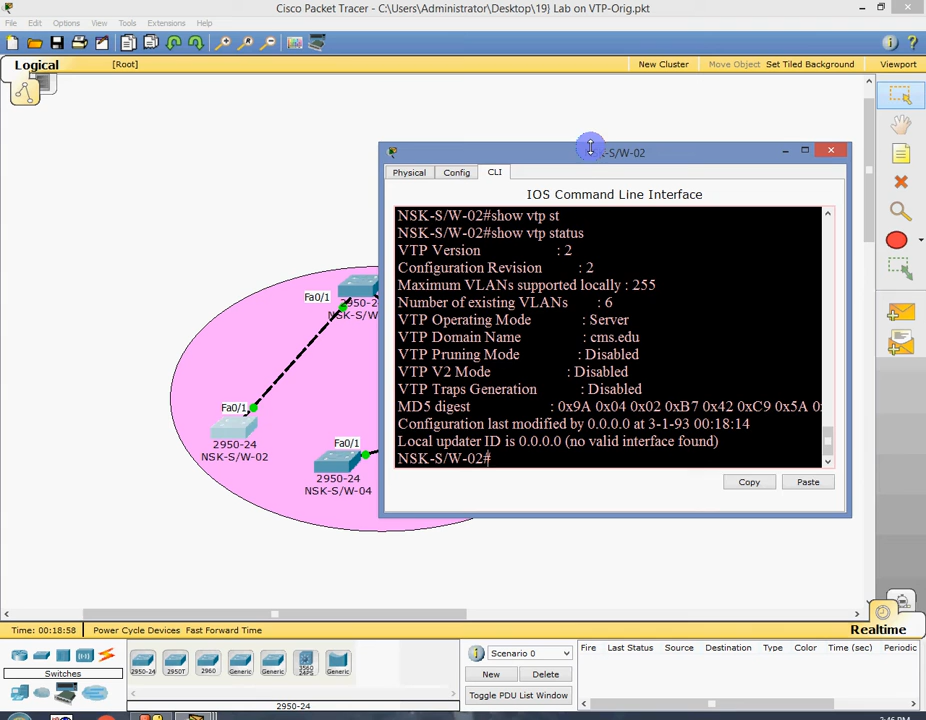 Cisco Packet Tracer - C:\Users\Administrator\Desktop\19) Lab on VTP-Orig.pkt
File Edit Options View Tools Extensions Help
Logical [Root] New Cluster Move Object Set Tiled Background Viewport
NSK-S/W-02
Physical Config CLI
IOS Command Line Interface
NSK-S/W-02#show vtp st
NSK-S/W-02#show vtp status
VTP Version : 2
Configuration Revision : 2
Maximum VLANs supported locally : 255
Number of existing VLANs : 6
VTP Operating Mode : Server
VTP Domain Name : cms.edu
VTP Pruning Mode : Disabled
VTP V2 Mode : Disabled
VTP Traps Generation : Disabled
MD5 digest : 0x9A 0x04 0x02 0xB7 0x42 0xC9 0x5A 0x
Configuration last modified by 0.0.0.0 at 3-1-93 00:18:14
Local updater ID is 0.0.0.0 (no valid interface found)
NSK-S/W-02#
Copy Paste
Fa0/1
2950-2
NSK-S/W
Fa0/1
2950-24
NSK-S/W-02
Fa0/1
2950-24
NSK-S/W-04
Time: 00:18:58 Power Cycle Devices Fast Forward Time
Realtime
Switches
2950-24 2950T 2960 Generic Generic 3560 24PS Generic
2950-24
Scenario 0
New Delete
Toggle PDU List Window
Fire Last Status Source Destination Type Color Time (sec) Periodic